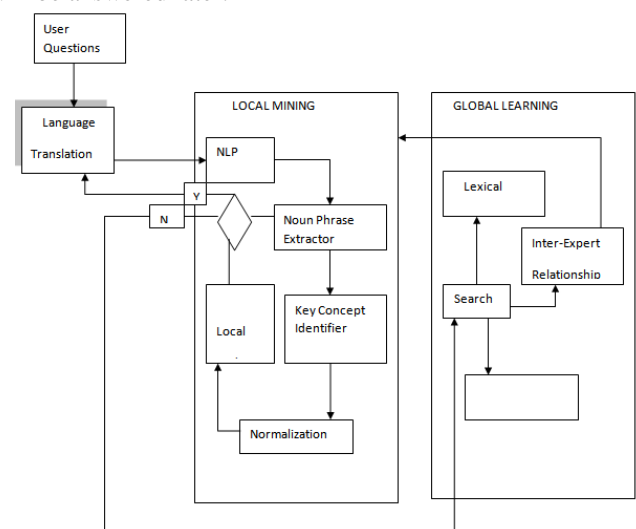 User
Questions
LOCAL MINING
GLOBAL LEARNING
Language
Translation
NLP
Y
N
Noun Phrase
Extractor
Lexical
Inter-Expert
Relationship
Search
Local
Key Concept
Identifier
Normalization